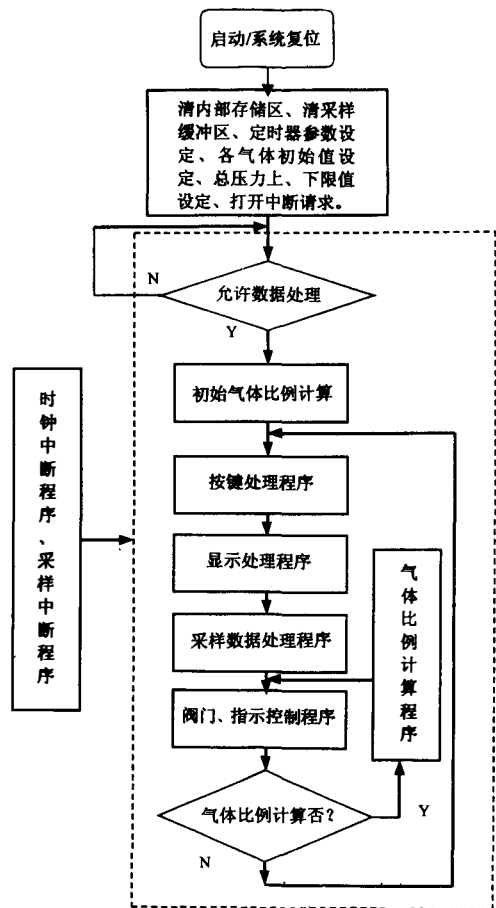 启动/系统复位
清内部存储区、清采样
缓冲区、定时器参数设
定、各气体初始值设
定、总压力上、下限值
设定、打开中断请求。
N
允许数据处理
Y
初始气体比例计算
按键处理程序
显示处理程序
采样数据处理程序
阀门、指示控制程序
气体比例计算否？
Y
N
气体比例计算程序
时钟中断程序、采样中断程序